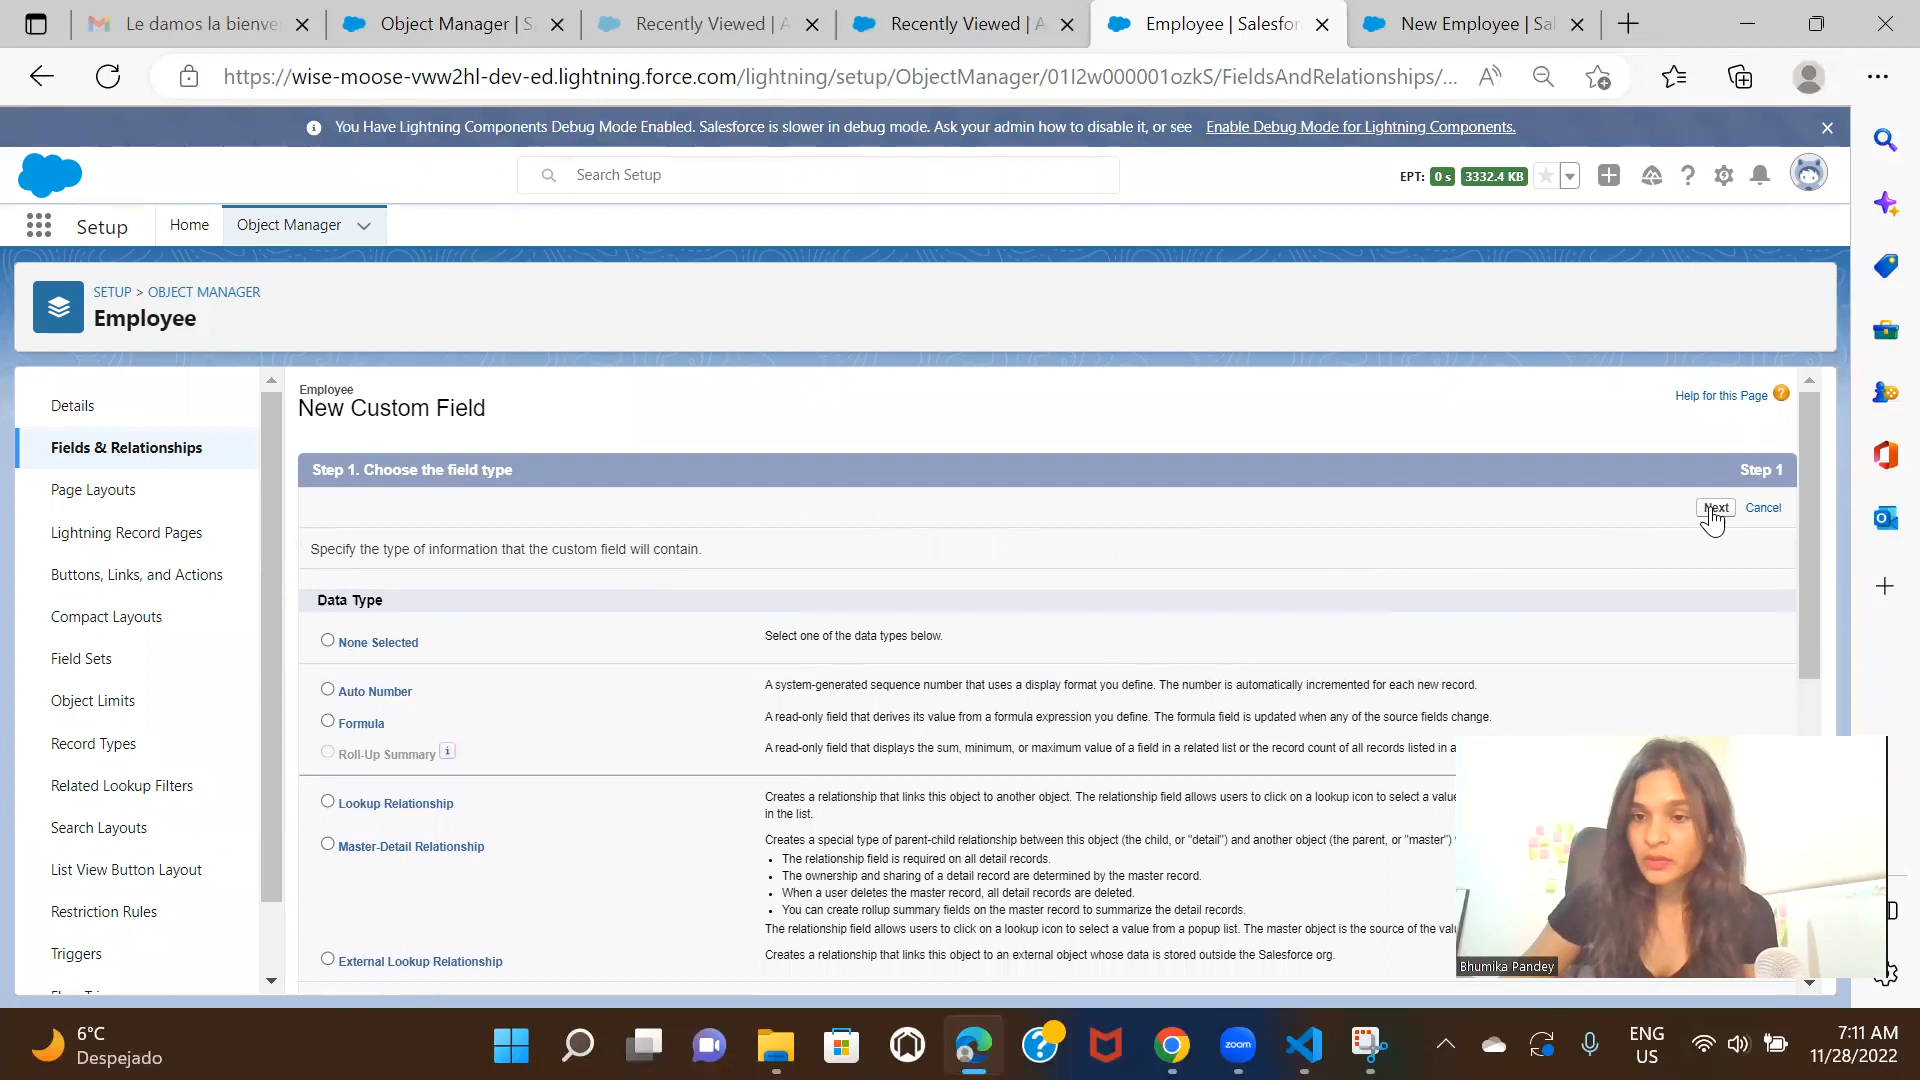 Le damos la bienve
Object Manager | S
Recently Viewed | A
Recently Viewed | A
Employee | Salesfor
New Employee | Sal
https://wise-moose-vww2hl-dev-ed.lightning.force.com/lightning/setup/ObjectManager/01I2w000001ozkS/FieldsAndRelationships/...
You Have Lightning Components Debug Mode Enabled. Salesforce is slower in debug mode. Ask your admin how to disable it, or see Enable Debug Mode for Lightning Components.
Search Setup
EPT: 0 s 3332.4 KB
Setup
Home
Object Manager
SETUP > OBJECT MANAGER
Employee
Details
Fields & Relationships
Page Layouts
Lightning Record Pages
Buttons, Links, and Actions
Compact Layouts
Field Sets
Object Limits
Record Types
Related Lookup Filters
Search Layouts
List View Button Layout
Restriction Rules
Triggers
Employee
New Custom Field
Help for this Page
Step 1. Choose the field type
Step 1
Next
Cancel
Specify the type of information that the custom field will contain.
Data Type
None Selected
Select one of the data types below.
Auto Number
A system-generated sequence number that uses a display format you define. The number is automatically incremented for each new record.
Formula
A read-only field that derives its value from a formula expression you define. The formula field is updated when any of the source fields change.
Roll-Up Summary
A read-only field that displays the sum, minimum, or maximum value of a field in a related list or the record count of all records listed in a
Lookup Relationship
Creates a relationship that links this object to another object. The relationship field allows users to click on a lookup icon to select a value
in the list.
Master-Detail Relationship
Creates a special type of parent-child relationship between this object (the child, or "detail") and another object (the parent, or "master")
• The relationship field is required on all detail records.
• The ownership and sharing of a detail record are determined by the master record.
• When a user deletes the master record, all detail records are deleted.
• You can create rollup summary fields on the master record to summarize the detail records.
The relationship field allows users to click on a lookup icon to select a value from a popup list. The master object is the source of the valu
External Lookup Relationship
Creates a relationship that links this object to an external object whose data is stored outside the Salesforce org.
Bhumika Pandey
6°C
Despejado
zoom
ENG
US
7:11 AM
11/28/2022